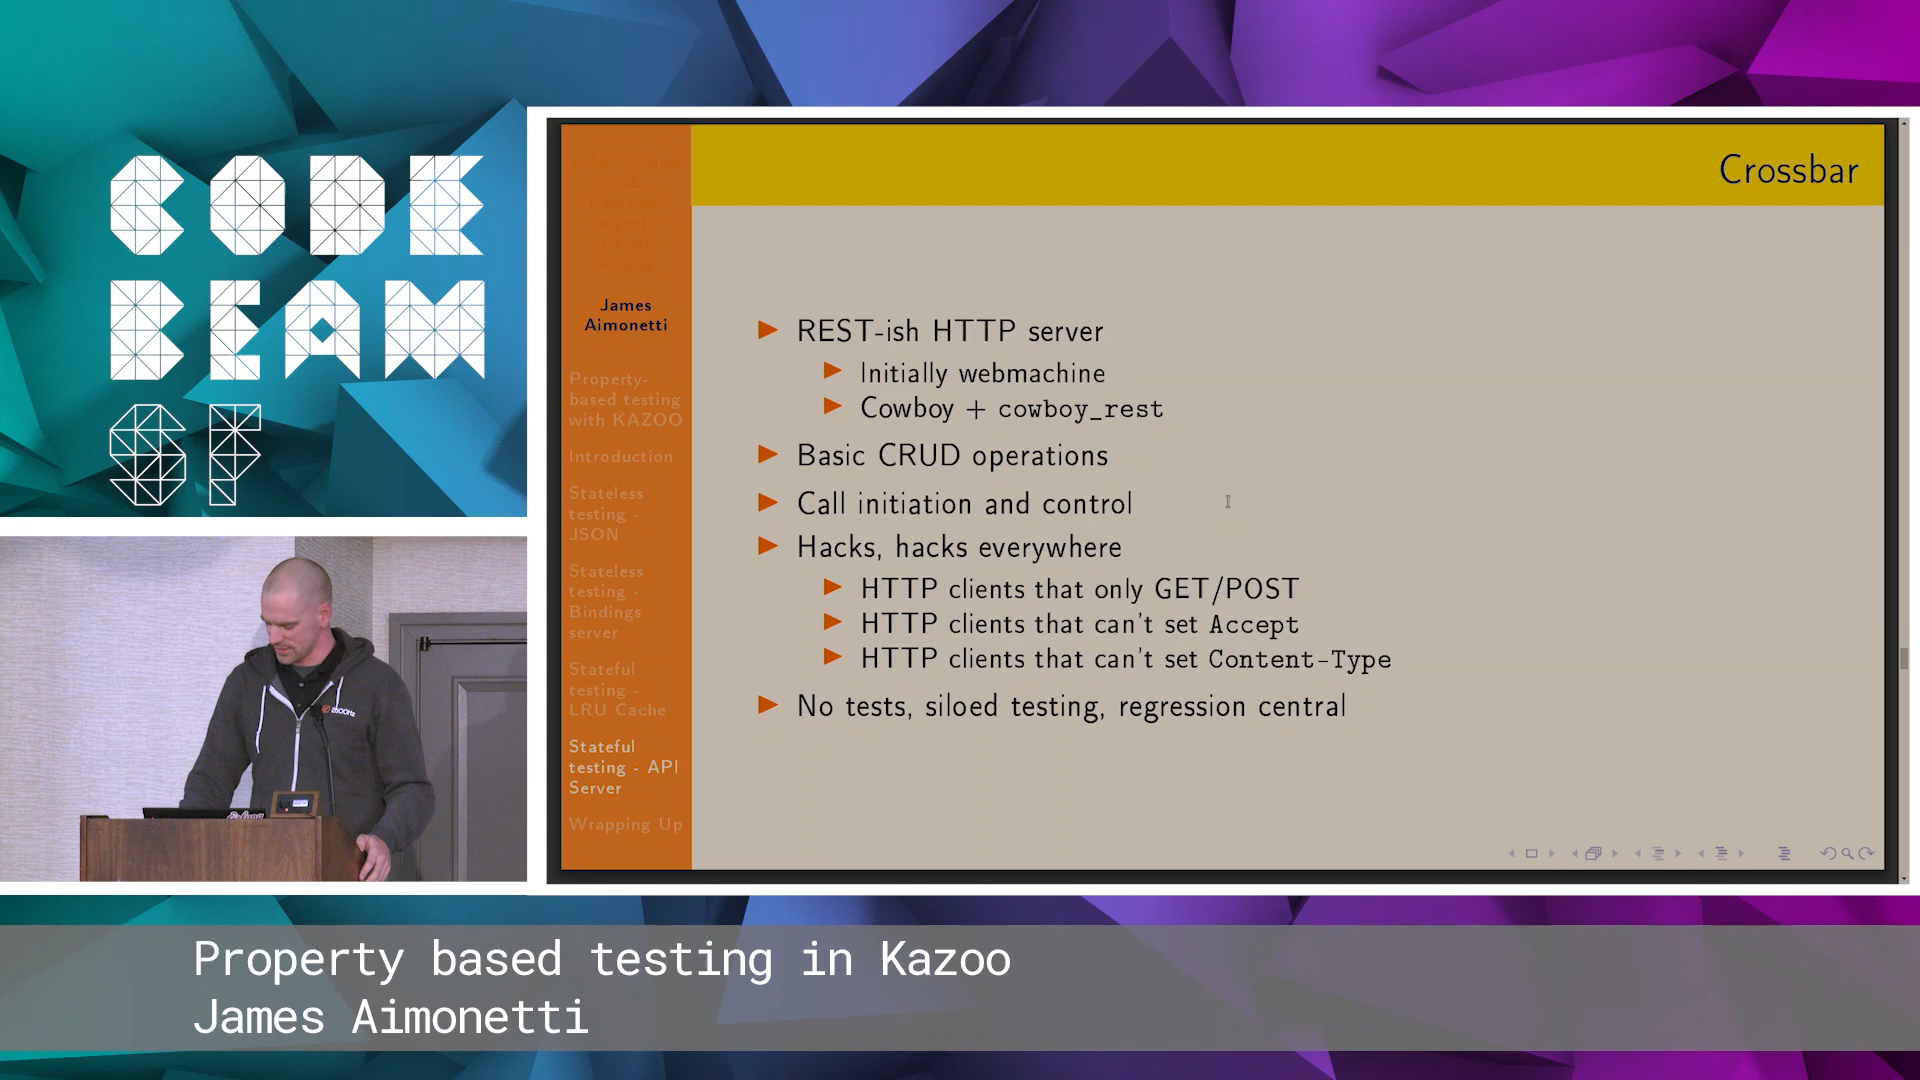 CODE
BEAM
SF
James
Aimonetti
Property-
based testing
with KAZOO
Introduction
Stateless
testing -
JSON
Stateless
testing -
Bindings
server
Stateful
testing -
LRU Cache
Stateful
testing - API
Server
Wrapping Up
Crossbar
REST-ish HTTP server
Initially webmachine
Cowboy + cowboy_rest
Basic CRUD operations
Call initiation and control
Hacks, hacks everywhere
HTTP clients that only GET/POST
HTTP clients that can't set Accept
HTTP clients that can't set Content-Type
No tests, siloed testing, regression central
2600Hz
Property based testing in Kazoo
James Aimonetti